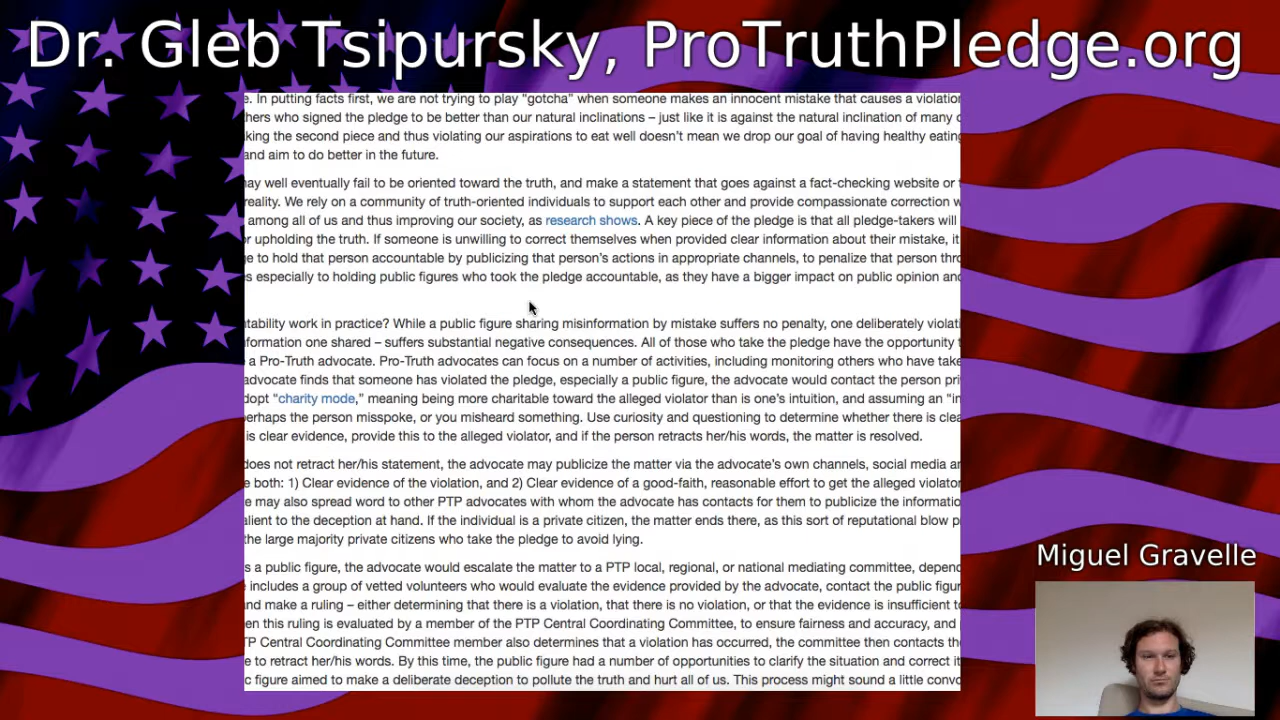 Dr. Gleb Tsipursky, ProTruthPledge.org
e. In putting facts first, we are not trying to play "gotcha" when someone makes an innocent mistake that causes a violation
hers who signed the pledge to be better than our natural inclinations – just like it is against the natural inclination of many
king the second piece and thus violating our aspirations to eat well doesn't mean we drop our goal of having healthy eating
and aim to do better in the future.
ay well eventually fail to be oriented toward the truth, and make a statement that goes against a fact-checking website or
reality. We rely on a community of truth-oriented individuals to support each other and provide compassionate correction w
among all of us and thus improving our society, as research shows. A key piece of the pledge is that all pledge-takers will
r upholding the truth. If someone is unwilling to correct themselves when provided clear information about their mistake, it
e to hold that person accountable by publicizing that person's actions in appropriate channels, to penalize that person thro
s especially to holding public figures who took the pledge accountable, as they have a bigger impact on public opinion and
tability work in practice? While a public figure sharing misinformation by mistake suffers no penalty, one deliberately violati
formation one shared – suffers substantial negative consequences. All of those who take the pledge have the opportunity t
a Pro-Truth advocate. Pro-Truth advocates can focus on a number of activities, including monitoring others who have take
advocate finds that someone has violated the pledge, especially a public figure, the advocate would contact the person pri
dopt "charity mode," meaning being more charitable toward the alleged violator than is one's intuition, and assuming an "in
erhaps the person misspoke, or you misheard something. Use curiosity and questioning to determine whether there is clea
is clear evidence, provide this to the alleged violator, and if the person retracts her/his words, the matter is resolved.
does not retract her/his statement, the advocate may publicize the matter via the advocate's own channels, social media an
e both: 1) Clear evidence of the violation, and 2) Clear evidence of a good-faith, reasonable effort to get the alleged violator
e may also spread word to other PTP advocates with whom the advocate has contacts for them to publicize the informatio
alient to the deception at hand. If the individual is a private citizen, the matter ends there, as this sort of reputational blow p
the large majority private citizens who take the pledge to avoid lying.
s a public figure, the advocate would escalate the matter to a PTP local, regional, or national mediating committee, depend
includes a group of vetted volunteers who would evaluate the evidence provided by the advocate, contact the public figur
nd make a ruling – either determining that there is a violation, that there is no violation, or that the evidence is insufficient to
en this ruling is evaluated by a member of the PTP Central Coordinating Committee, to ensure fairness and accuracy, and
TP Central Coordinating Committee member also determines that a violation has occurred, the committee then contacts the
e to retract her/his words. By this time, the public figure had a number of opportunities to clarify the situation and correct it
c figure aimed to make a deliberate deception to pollute the truth and hurt all of us. This process might sound a little convo
Miguel Gravelle